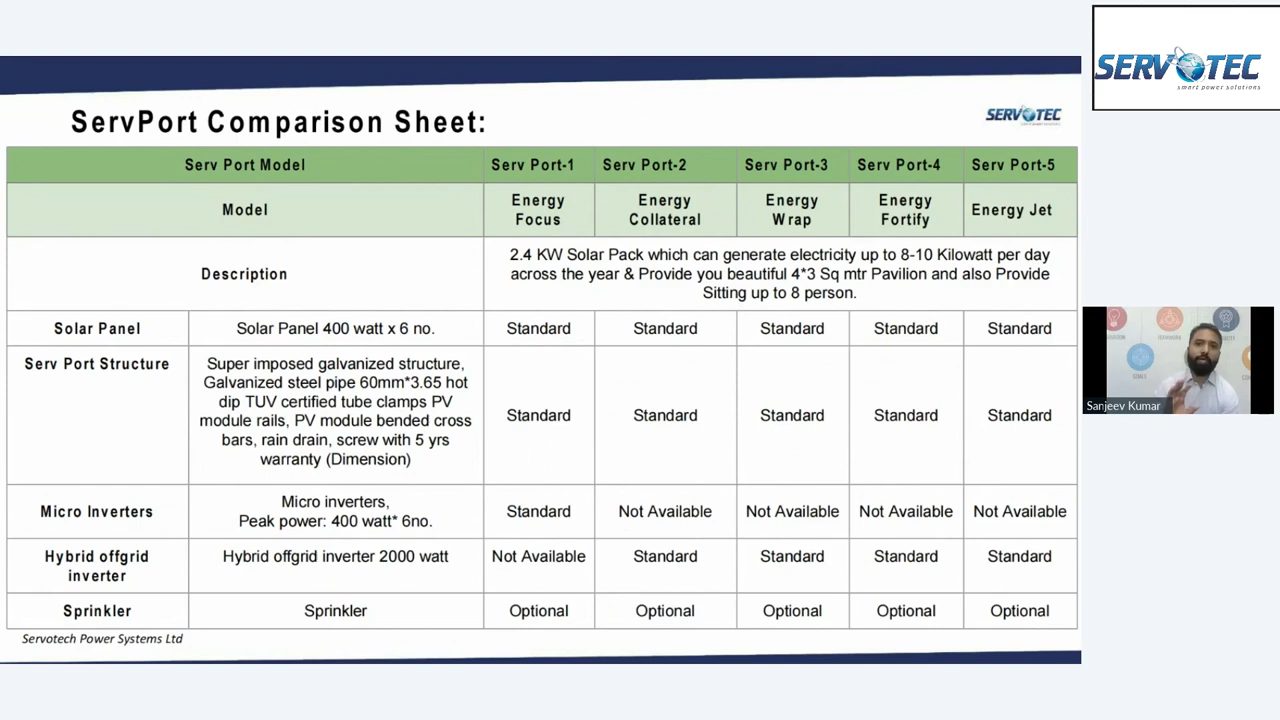 SERVOTEC
smart power solutions
ServPort Comparison Sheet:
SERVOTEC
Serv Port Model Serv Port-1 Serv Port-2 Serv Port-3 Serv Port-4 Serv Port-5
Model Energy Focus Energy Collateral Energy Wrap Energy Fortify Energy Jet
Description
2.4 KW Solar Pack which can generate electricity up to 8-10 Kilowatt per day
across the year & Provide you beautiful 4*3 Sq mtr Pavilion and also Provide
Sitting up to 8 person.
Solar Panel Solar Panel 400 watt x 6 no. Standard Standard Standard Standard Standard
Serv Port Structure
Super imposed galvanized structure,
Galvanized steel pipe 60mm*3.65 hot
dip TUV certified tube clamps PV
module rails, PV module bended cross
bars, rain drain, screw with 5 yrs
warranty (Dimension)
Standard Standard Standard Standard Standard
Micro Inverters
Micro inverters,
Peak power: 400 watt* 6no.
Standard Not Available Not Available Not Available Not Available
Hybrid offgrid
inverter
Hybrid offgrid inverter 2000 watt Not Available Standard Standard Standard Standard
Sprinkler Sprinkler Optional Optional Optional Optional Optional
Servotech Power Systems Ltd
Sanjeev Kumar